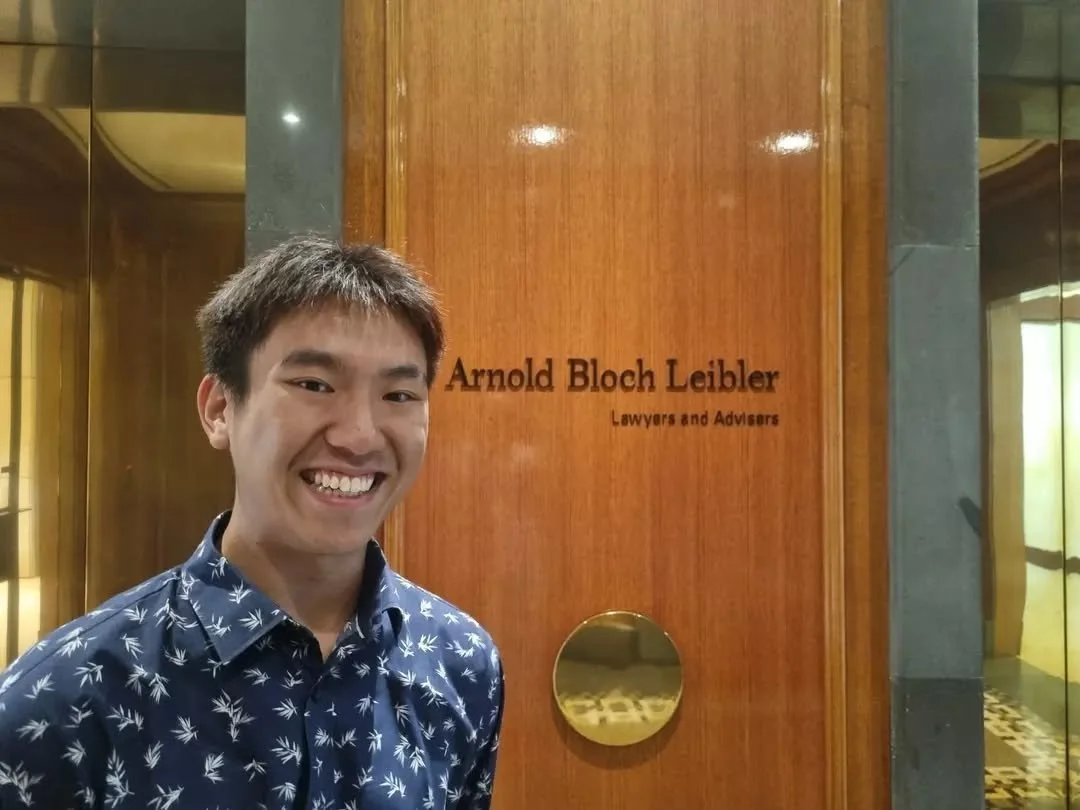 Arnold Bloch Leibler
Lawyers and Advisers